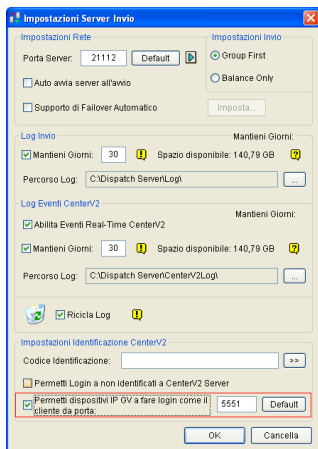 Impostazioni Server Invio
Impostazioni Rete
Impostazioni Invio
Porta Server: 21112 Default
Group First
Balance Only
Auto avvia server all'avvio
Supporto di Failover Automatico
Imposta...
Log Invio
Mantieni Giorni:
Mantieni Giorni: 30 Spazio disponibile: 140,79 GB
Percorso Log: C:\Dispatch Server\Log\ ...
Log Eventi CenterV2
Mantieni Giorni:
Abilita Eventi Real-Time CenterV2
Mantieni Giorni: 30 Spazio disponibile: 140,79 GB
Percorso Log: C:\Dispatch Server\CenterV2Log\ ...
Ricicla Log
Impostazioni Identificazione CenterV2
Codice Identificazione: >>
Permetti Login a non identificati a CenterV2 Server
Permetti dispositivi IP GV a fare login come il
cliente da porta: 5551 Default
OK Cancella